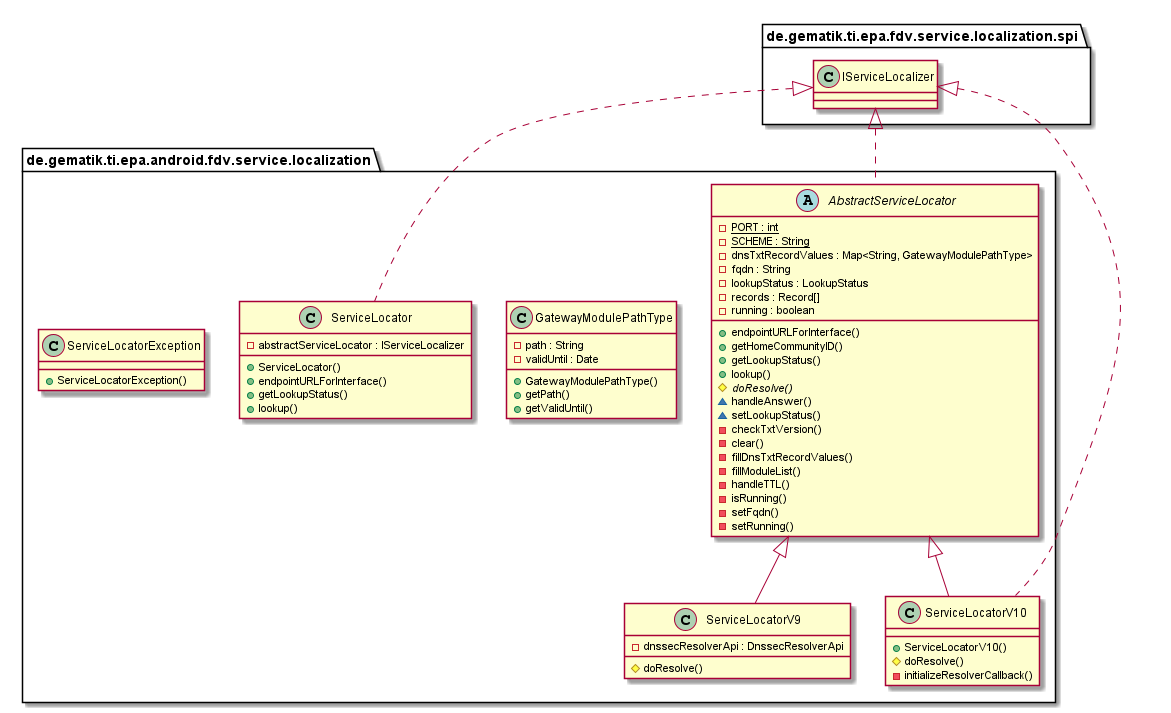 de.gematik.ti.epa.fdv.service.localization.spi
C IServiceLocalizer
de.gematik.ti.epa.android.fdv.service.localization
A AbstractServiceLocator
PORT : int
SCHEME : String
dnsTxtRecordValues : Map<String, GatewayModulePathType>
fqdn : String
lookupStatus : LookupStatus
records : Record[]
running : boolean
endpointURLForInterface()
getHomeCommunityID()
getLookupStatus()
lookup()
doResolve()
handleAnswer()
setLookupStatus()
checkTxtVersion()
clear()
fillDnsTxtRecordValues()
fillModuleList()
handleTTL()
isRunning()
setFqdn()
setRunning()
C ServiceLocatorException
ServiceLocatorException()
C ServiceLocator
abstractServiceLocator : IServiceLocalizer
ServiceLocator()
endpointURLForInterface()
getLookupStatus()
lookup()
C GatewayModulePathType
path : String
validUntil : Date
GatewayModulePathType()
getPath()
getValidUntil()
C ServiceLocatorV9
dnssecResolverApi : DnssecResolverApi
doResolve()
C ServiceLocatorV10
ServiceLocatorV10()
doResolve()
initializeResolverCallback()